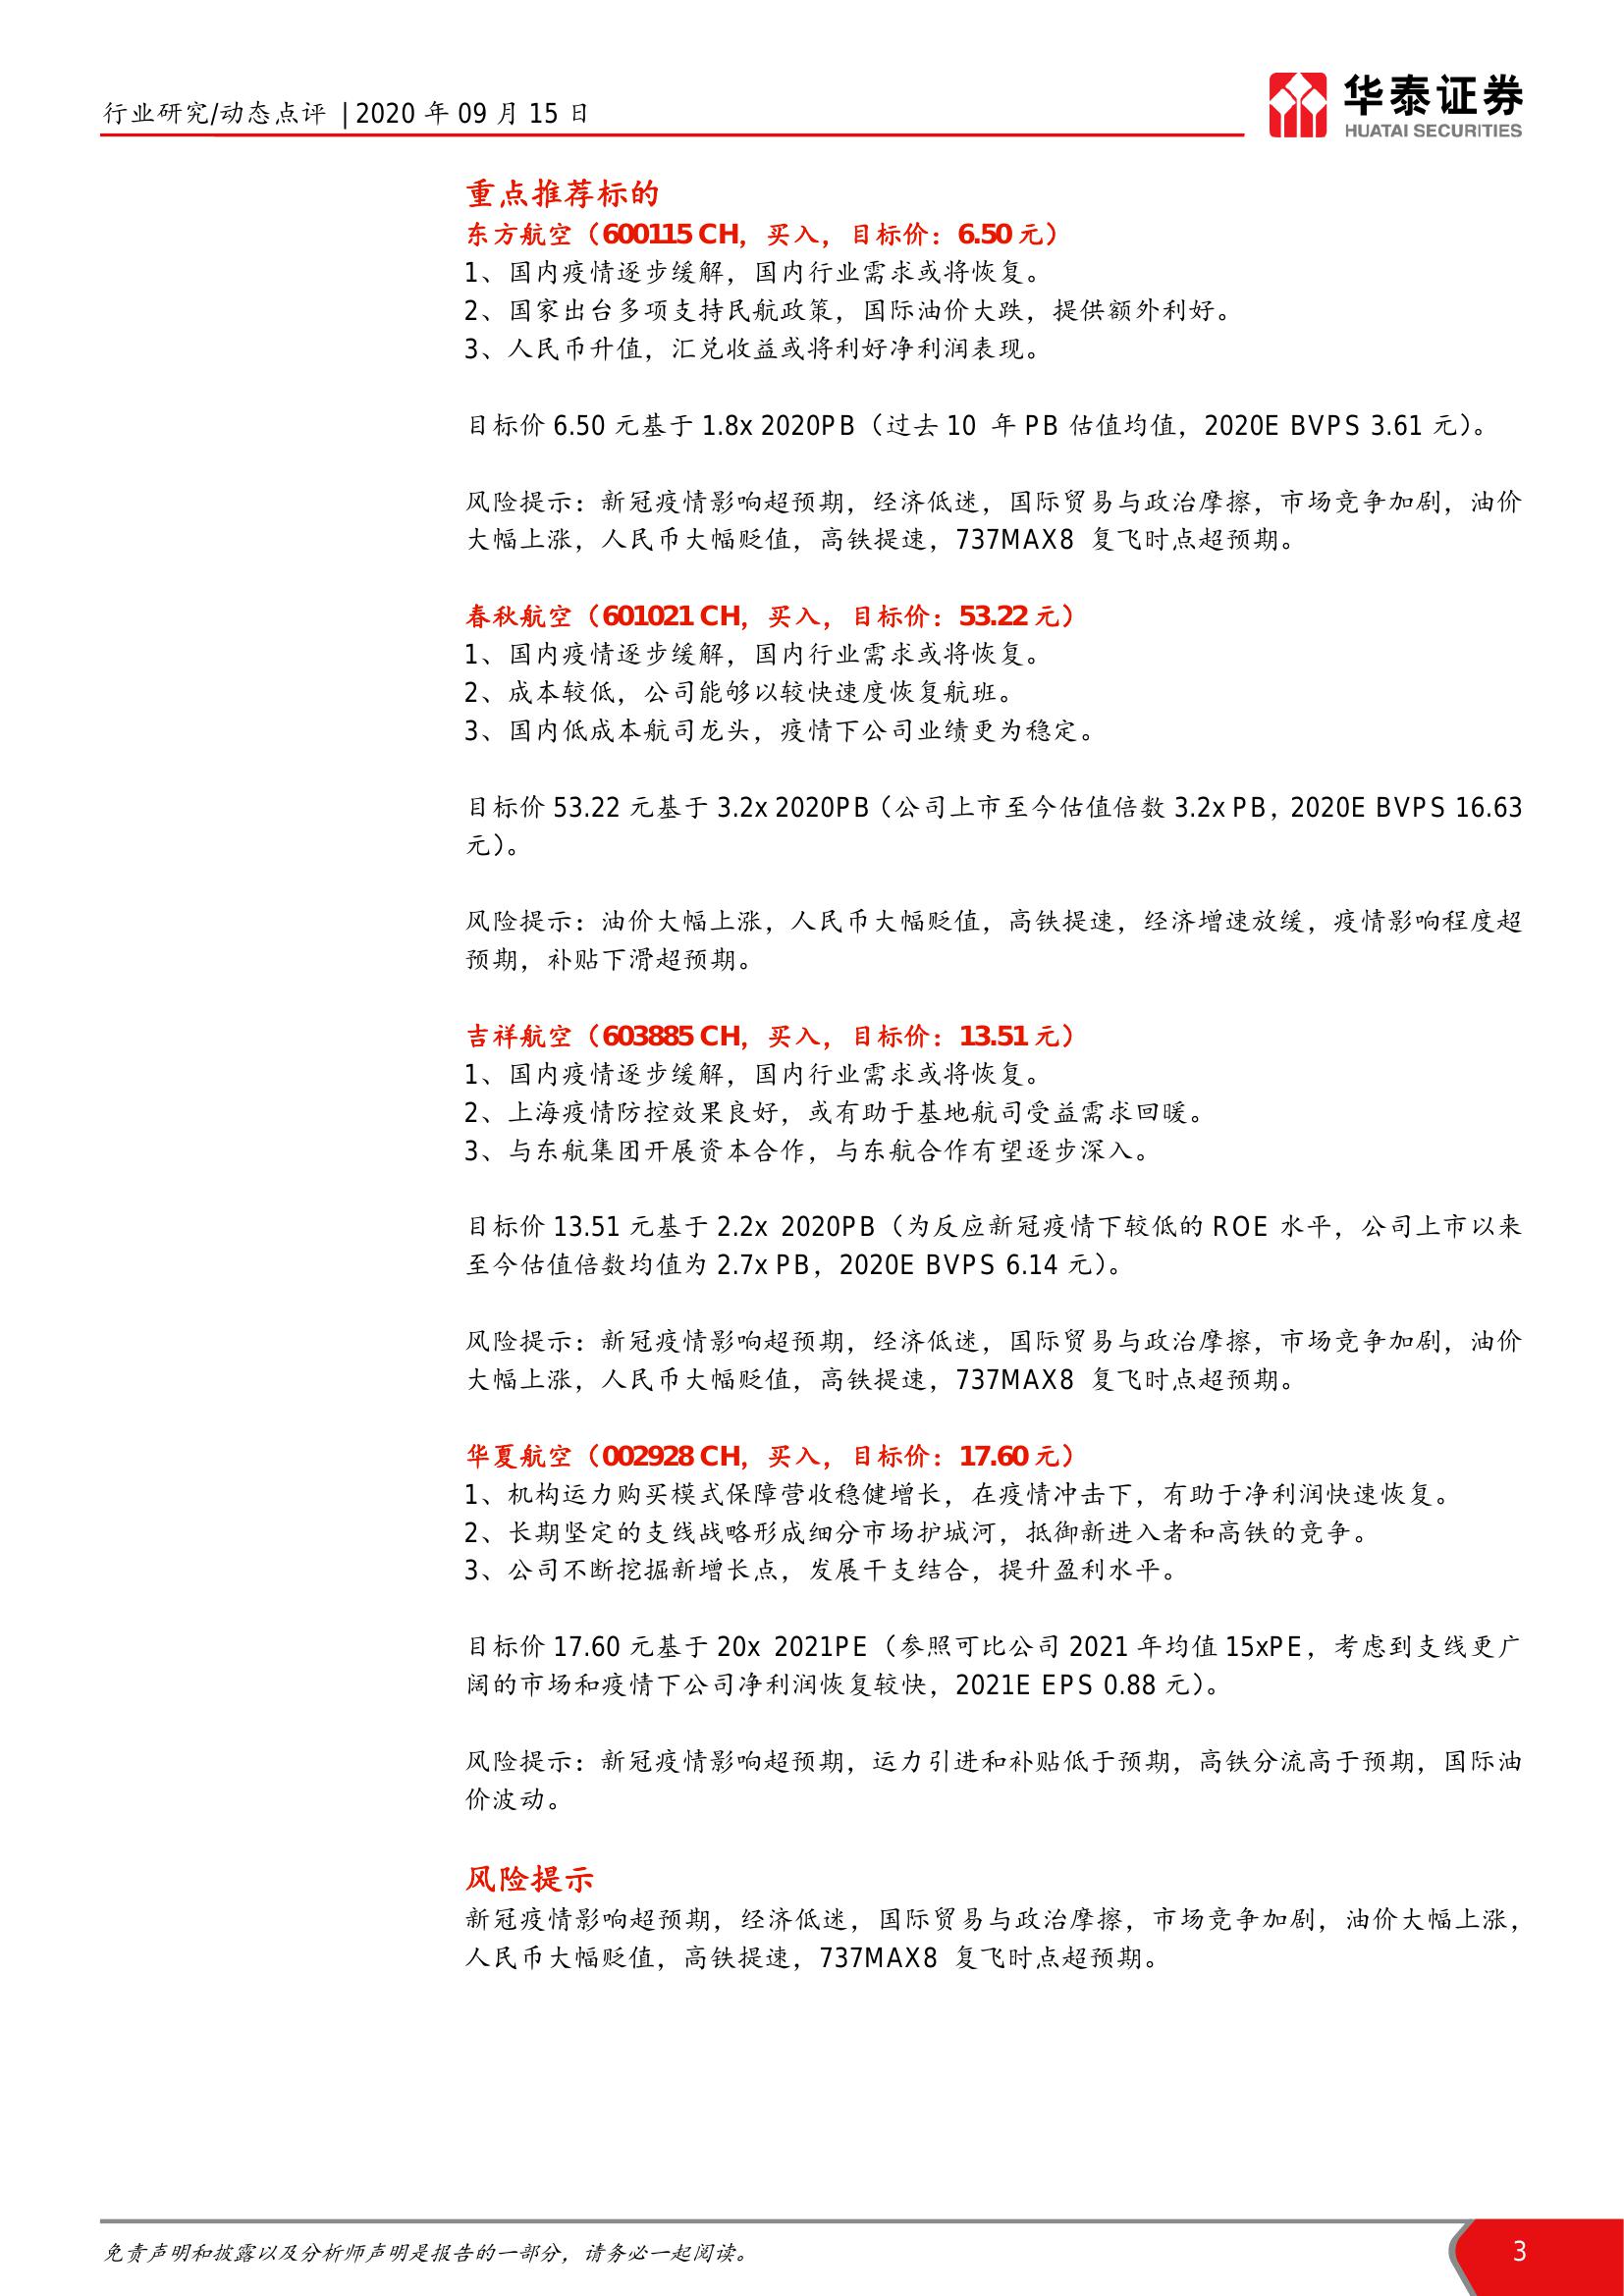 行业研究/动态点评 | 2020 年 09 月 15 日
华泰证券
HUATAI SECURITIES
重点推荐标的
东方航空（600115 CH，买入，目标价：6.50 元）
1、国内疫情逐步缓解，国内行业需求或将恢复。
2、国家出台多项支持民航政策，国际油价大跌，提供额外利好。
3、人民币升值，汇兑收益或将利好净利润表现。
目标价 6.50 元基于 1.8x 2020PB（过去 10 年 PB 估值均值，2020E BVPS 3.61 元）。
风险提示：新冠疫情影响超预期，经济低迷，国际贸易与政治摩擦，市场竞争加剧，油价
大幅上涨，人民币大幅贬值，高铁提速，737MAX8 复飞时点超预期。
春秋航空（601021 CH，买入，目标价：53.22 元）
1、国内疫情逐步缓解，国内行业需求或将恢复。
2、成本较低，公司能够以较快速度恢复航班。
3、国内低成本航司龙头，疫情下公司业绩更为稳定。
目标价 53.22 元基于 3.2x 2020PB（公司上市至今估值倍数 3.2x PB，2020E BVPS 16.63
元）。
风险提示：油价大幅上涨，人民币大幅贬值，高铁提速，经济增速放缓，疫情影响程度超
预期，补贴下滑超预期。
吉祥航空（603885 CH，买入，目标价：13.51 元）
1、国内疫情逐步缓解，国内行业需求或将恢复。
2、上海疫情防控效果良好，或有助于基地航司受益需求回暖。
3、与东航集团开展资本合作，与东航合作有望逐步深入。
目标价 13.51 元基于 2.2x 2020PB（为反应新冠疫情下较低的 ROE 水平，公司上市以来
至今估值倍数均值为 2.7x PB，2020E BVPS 6.14 元）。
风险提示：新冠疫情影响超预期，经济低迷，国际贸易与政治摩擦，市场竞争加剧，油价
大幅上涨，人民币大幅贬值，高铁提速，737MAX8 复飞时点超预期。
华夏航空（002928 CH，买入，目标价：17.60 元）
1、机构运力购买模式保障营收稳健增长，在疫情冲击下，有助于净利润快速恢复。
2、长期坚定的支线战略形成细分市场护城河，抵御新进入者和高铁的竞争。
3、公司不断挖掘新增长点，发展干支结合，提升盈利水平。
目标价 17.60 元基于 20x 2021PE（参照可比公司 2021 年均值 15xPE，考虑到支线更广
阔的市场和疫情下公司净利润恢复较快，2021E EPS 0.88 元）。
风险提示：新冠疫情影响超预期，运力引进和补贴低于预期，高铁分流高于预期，国际油
价波动。
风险提示
新冠疫情影响超预期，经济低迷，国际贸易与政治摩擦，市场竞争加剧，油价大幅上涨，
人民币大幅贬值，高铁提速，737MAX8 复飞时点超预期。
免责声明和披露以及分析师声明是报告的一部分，请务必一起阅读。
3